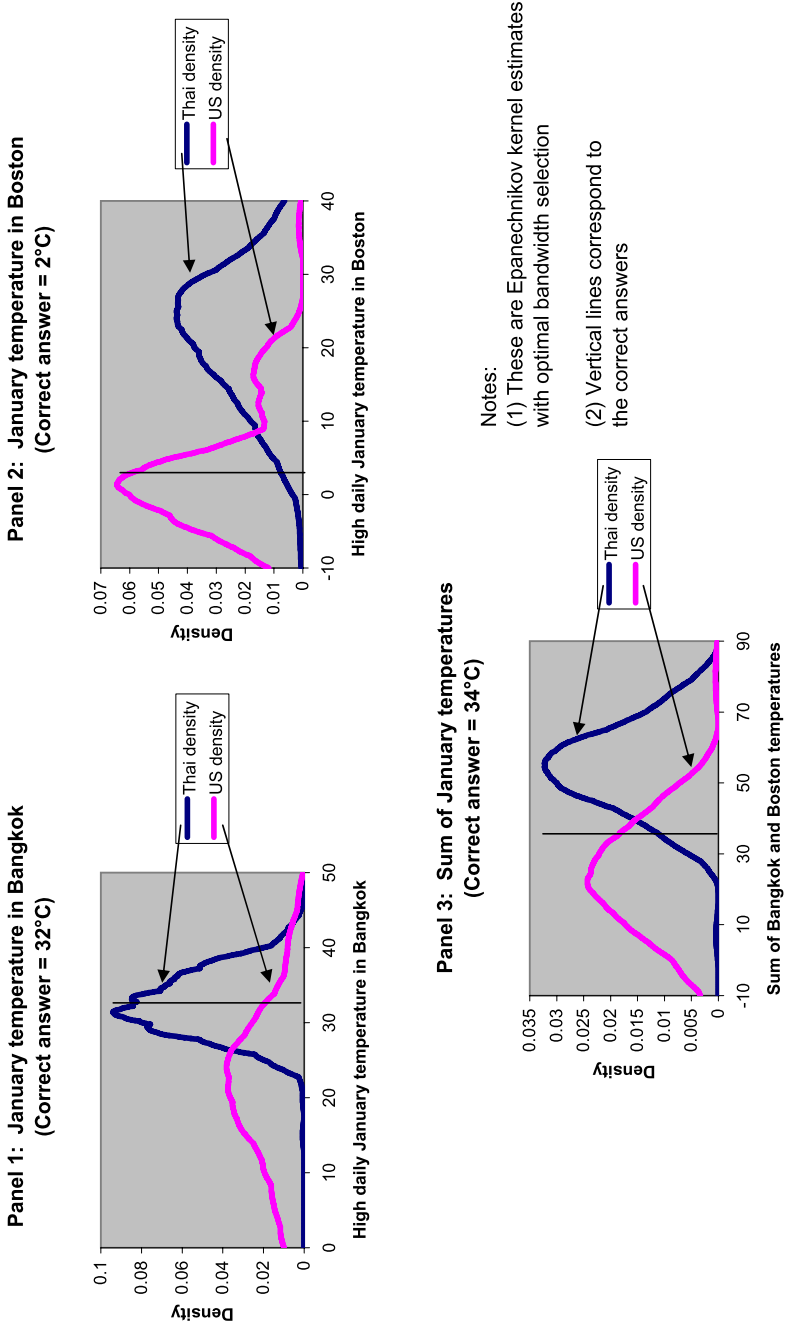 Panel 1:  January temperature in Bangkok
(Correct answer = 32°C)
Density
0.1
0.08
0.06
0.04
0.02
0
0
10
20
30
40
50
High daily January temperature in Bangkok
Thai density
US density
Panel 2:  January temperature in Boston
(Correct answer = 2°C)
Density
0.07
0.06
0.05
0.04
0.03
0.02
0.01
0
-10
0
10
20
30
40
High daily January temperature in Boston
Thai density
US density
Panel 3:  Sum of January temperatures
(Correct answer = 34°C)
Density
0.035
0.03
0.025
0.02
0.015
0.01
0.005
0
-10
10
30
50
70
90
Sum of Bangkok and Boston temperatures
Thai density
US density
Notes:
(1) These are Epanechnikov kernel estimates
with optimal bandwidth selection
(2) Vertical lines correspond to
the correct answers